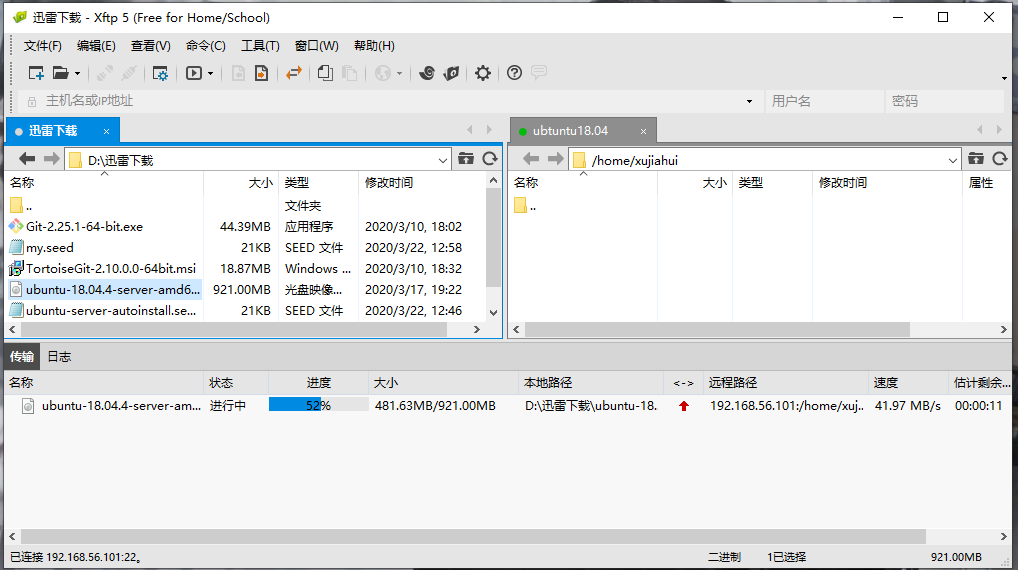 迅雷下载 - Xftp 5 (Free for Home/School)
文件(F) 编辑(E) 查看(V) 命令(C) 工具(T) 窗口(W) 帮助(H)
主机名或IP地址 用户名 密码
迅雷下载 × ubtuntu18.04 ×
D:\迅雷下载 /home/xujiahui
名称 大小 类型 修改时间 名称 大小 类型 修改时间 属性
.. 文件夹 ..
Git-2.25.1-64-bit.exe 44.39MB 应用程序 2020/3/10, 18:02
my.seed 21KB SEED 文件 2020/3/22, 12:58
TortoiseGit-2.10.0.0-64bit.msi 18.87MB Windows ... 2020/3/10, 18:32
ubuntu-18.04.4-server-amd6... 921.00MB 光盘映像... 2020/3/17, 19:22
ubuntu-server-autoinstall.se... 21KB SEED 文件 2020/3/22, 12:46
传输 日志
名称 状态 进度 大小 本地路径 <-> 远程路径 速度 估计剩余...
ubuntu-18.04.4-server-am... 进行中 52% 481.63MB/921.00MB D:\迅雷下载\ubuntu-18. 192.168.56.101:/home/xuj.. 41.97 MB/s 00:00:11
已连接 192.168.56.101:22。 二进制 1已选择 921.00MB